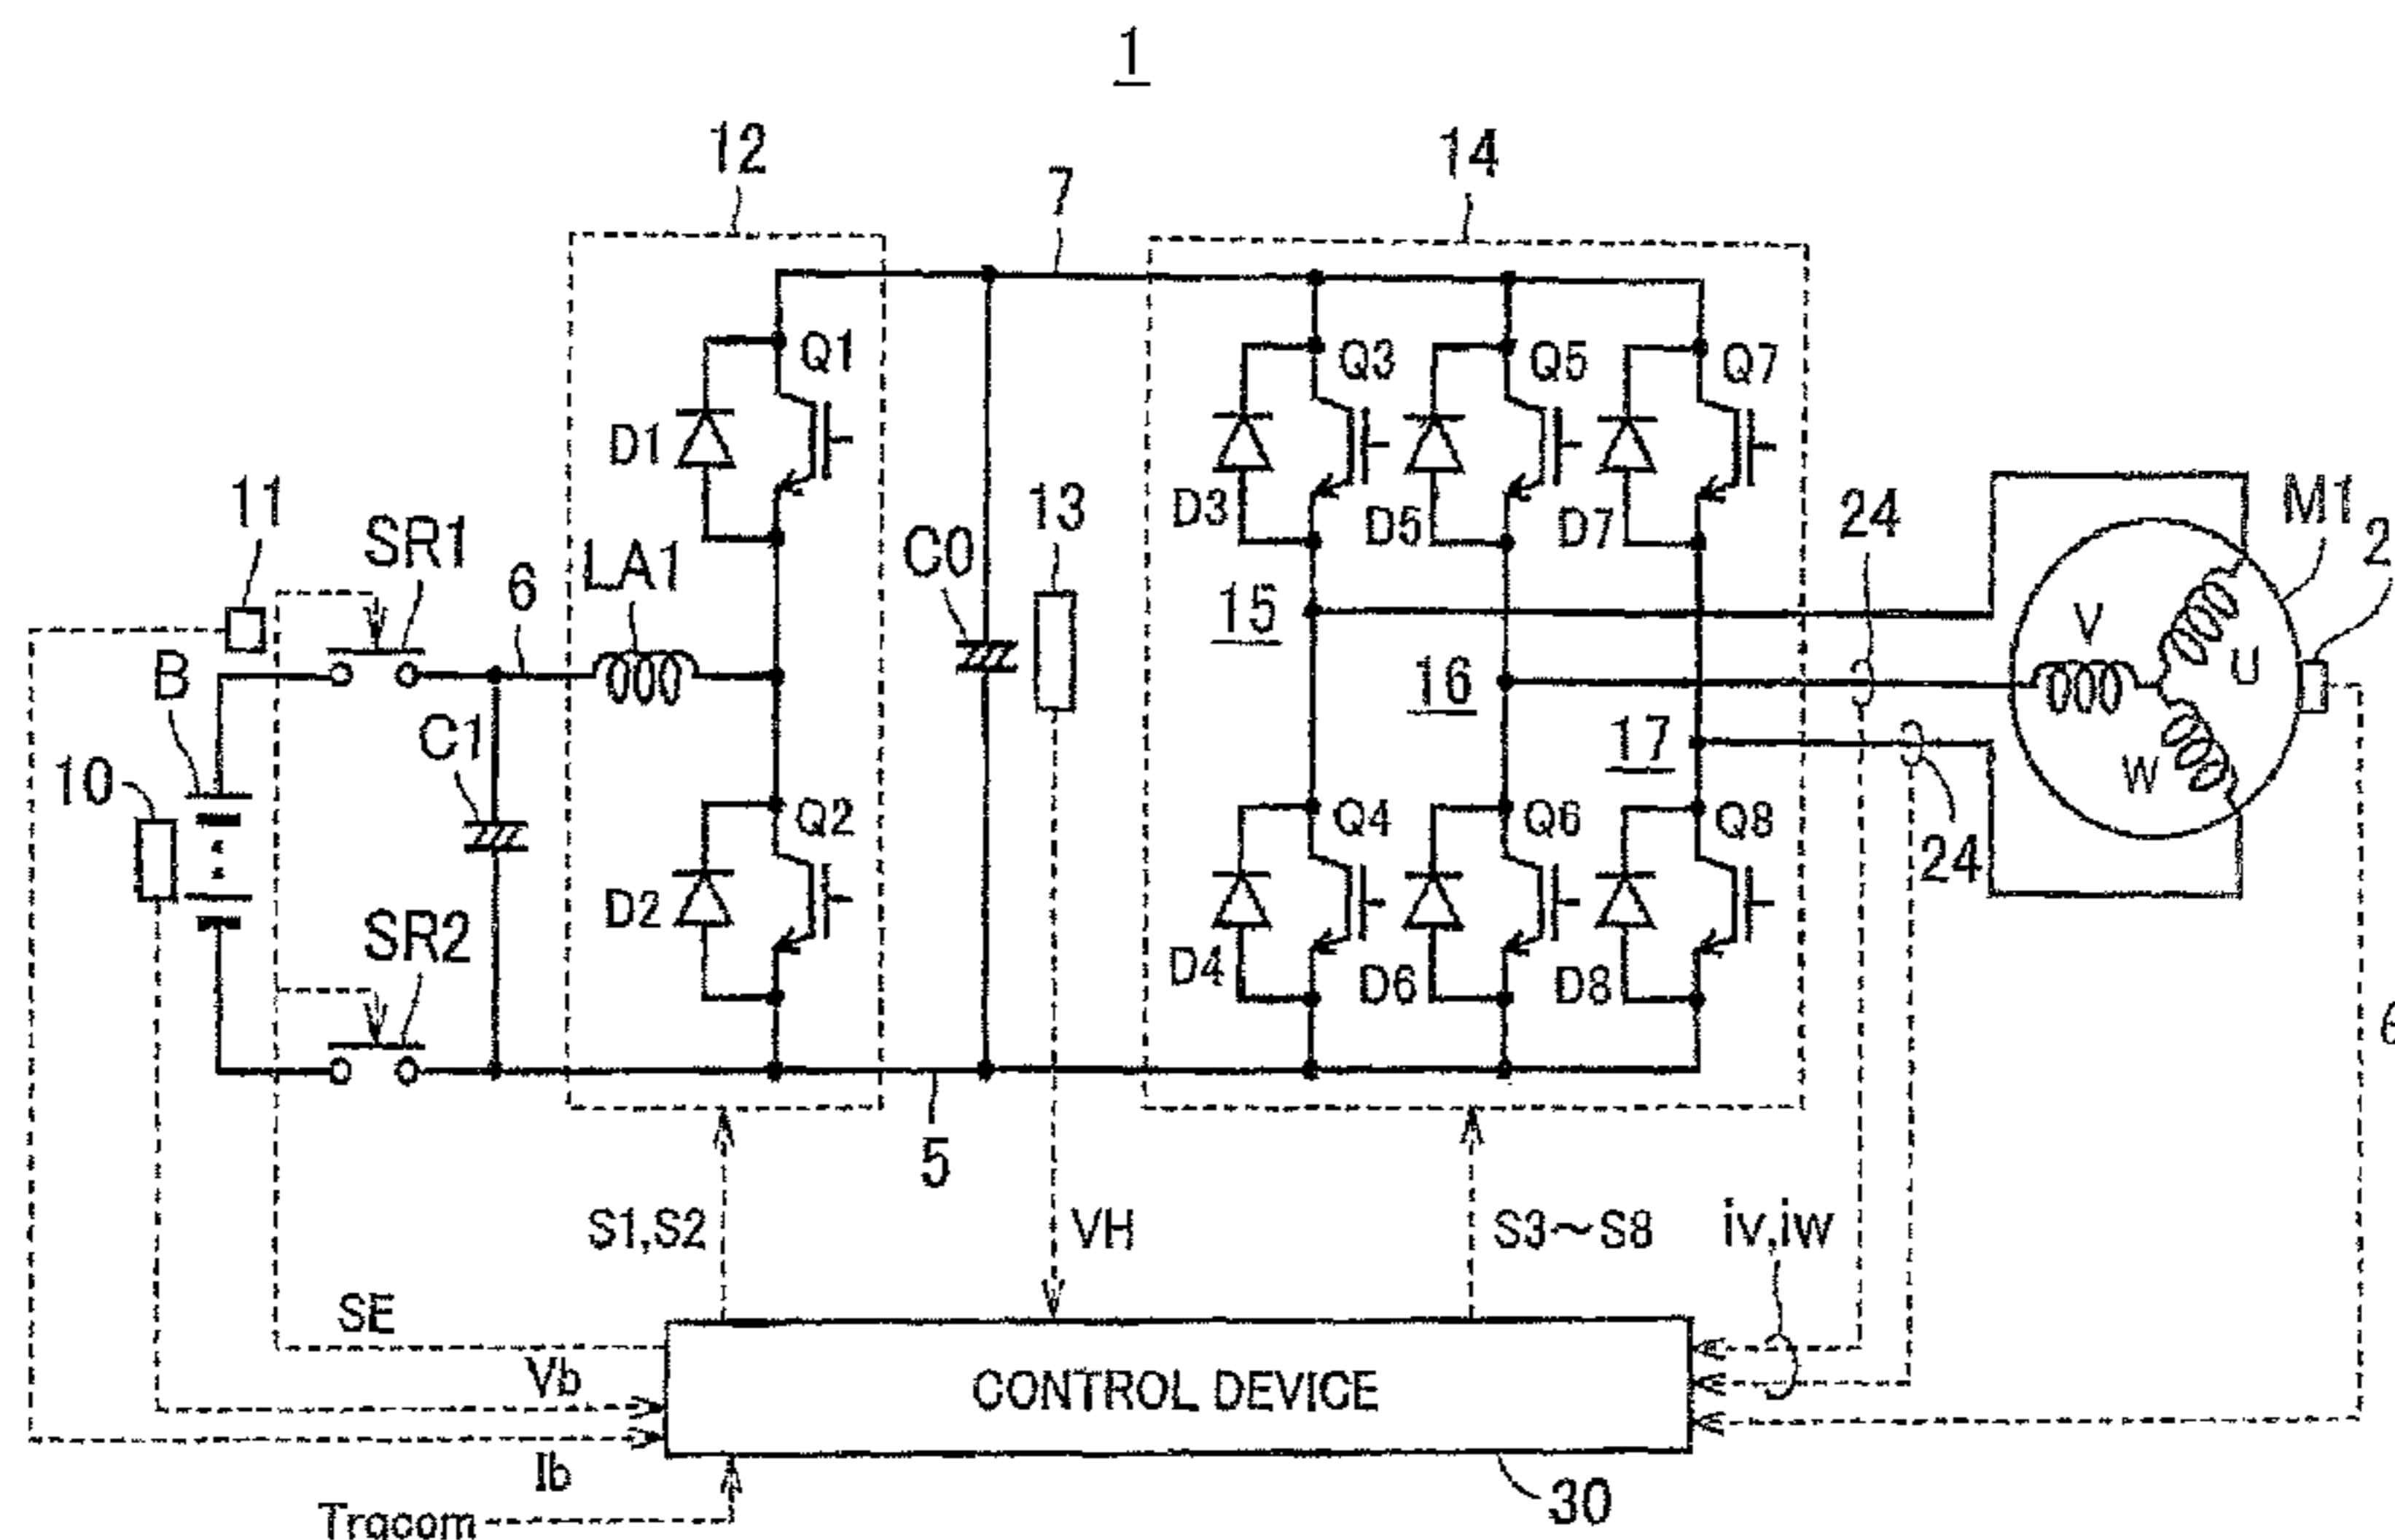 1
12
14
7
Q1
Q3
Q5
Q7
D1
11
SR1
13
24
M1
2
D3
D5
D7
6
LA1
C0
15
V
U
B
16
C1
17
W
10
Q2
Q4
Q6
Q8
24
SR2
D2
D4
D6
D8
5
S1,S2
VH
S3~S8
iv,iw
SE
Vb
CONTROL DEVICE
Ib
30
Trqcom